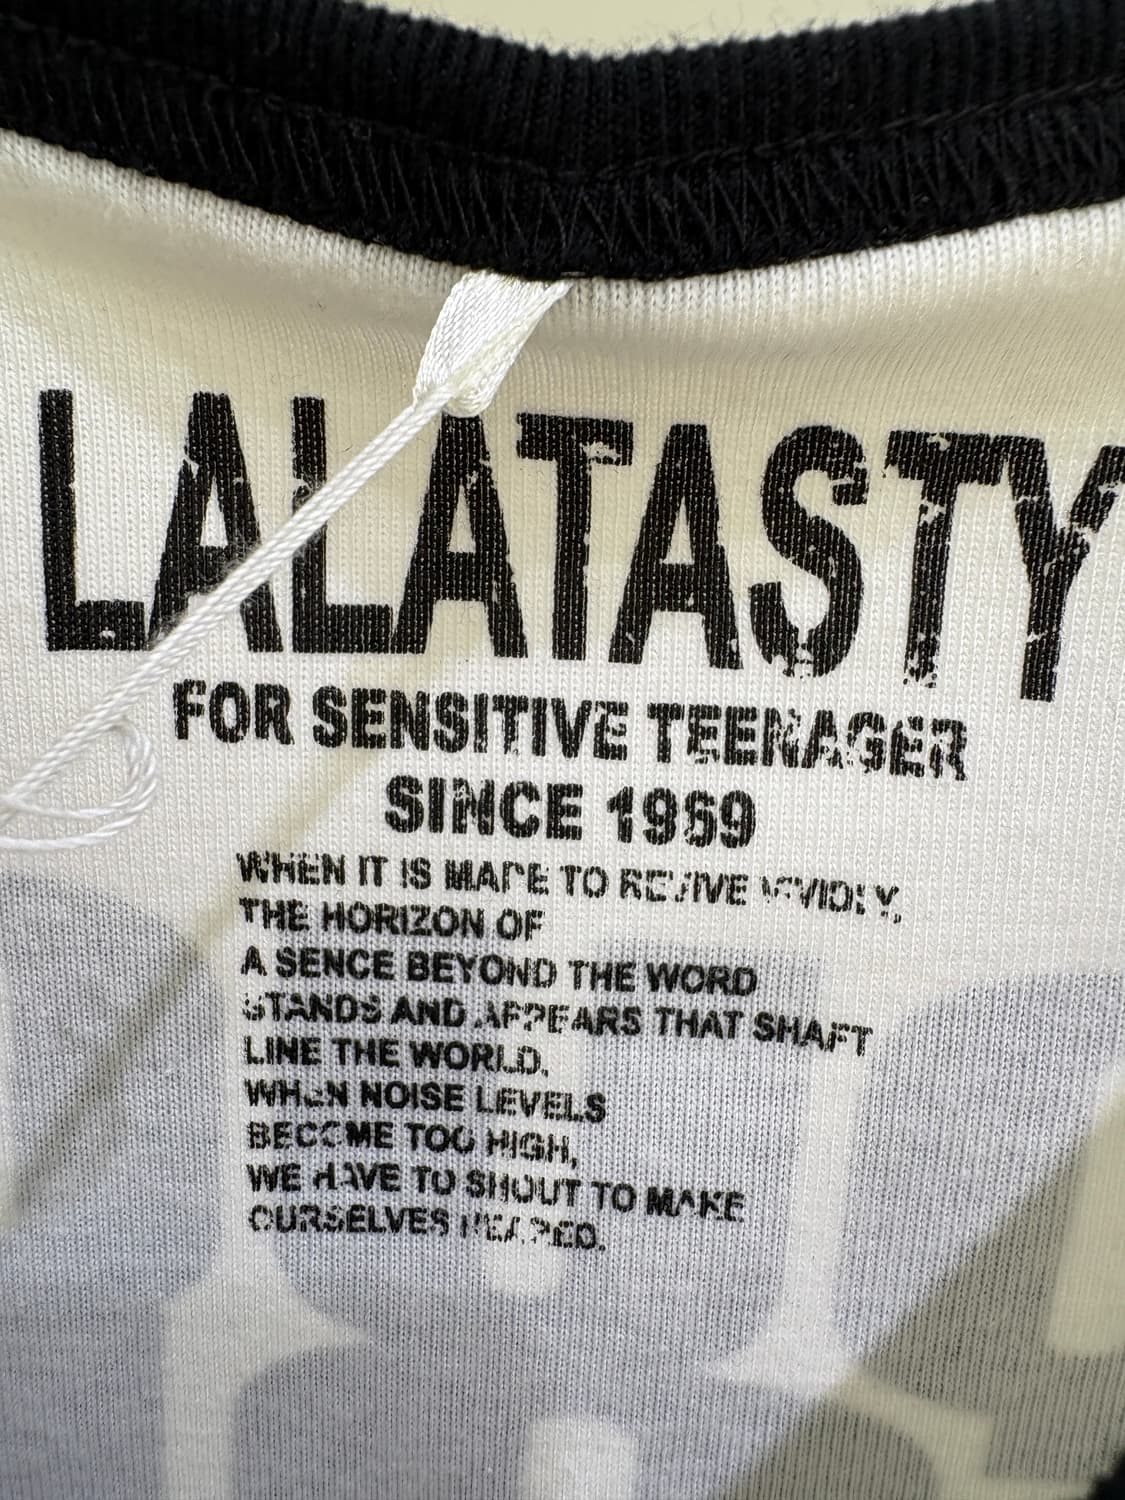 LALATASTY
FOR SENSITIVE TEENAGER
SINCE 1969
WHEN IT IS MADE TO REVIVE VIVIDLY,
THE HORIZON OF
A SENCE BEYOND THE WORD
STANDS AND APPEARS THAT SHAFT
LINE THE WORLD.
WHEN NOISE LEVELS
BECOME TOO HIGH,
WE HAVE TO SHOUT TO MAKE
OURSELVES HEARED.